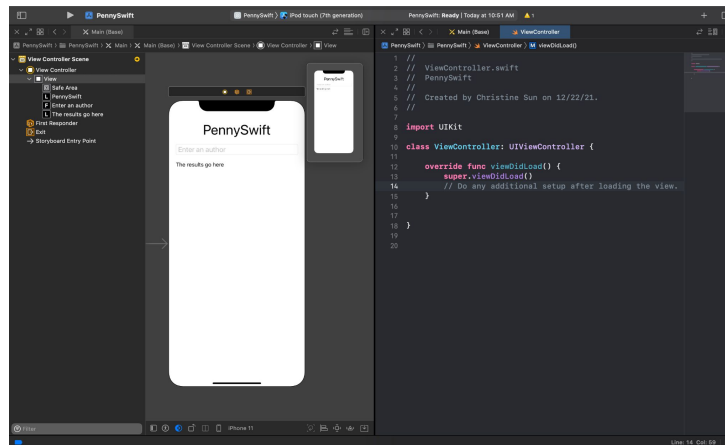 PennySwift
PennySwift 〉 iPod touch (7th generation)
PennySwift: Ready | Today at 10:51 AM
1
Main (Base)
PennySwift 〉 PennySwift 〉 Main 〉 Main (Base) 〉 View Controller Scene 〉 View Controller 〉 View
View Controller Scene
View Controller
View
Safe Area
L PennySwift
F Enter an author
L The results go here
First Responder
Exit
Storyboard Entry Point
PennySwift
Enter an author
The results go here
PennySwift
Filter
iPhone 11
Main (Base)
ViewController
PennySwift 〉 PennySwift 〉 ViewController 〉 M viewDidLoad()
1 //
2 //  ViewController.swift
3 //  PennySwift
4 //
5 //  Created by Christine Sun on 12/22/21.
6 //
7
8 import UIKit
9
10 class ViewController: UIViewController {
11
12     override func viewDidLoad() {
13         super.viewDidLoad()
14         // Do any additional setup after loading the view.
15     }
16
17
18 }
19
20
Line: 14 Col: 59